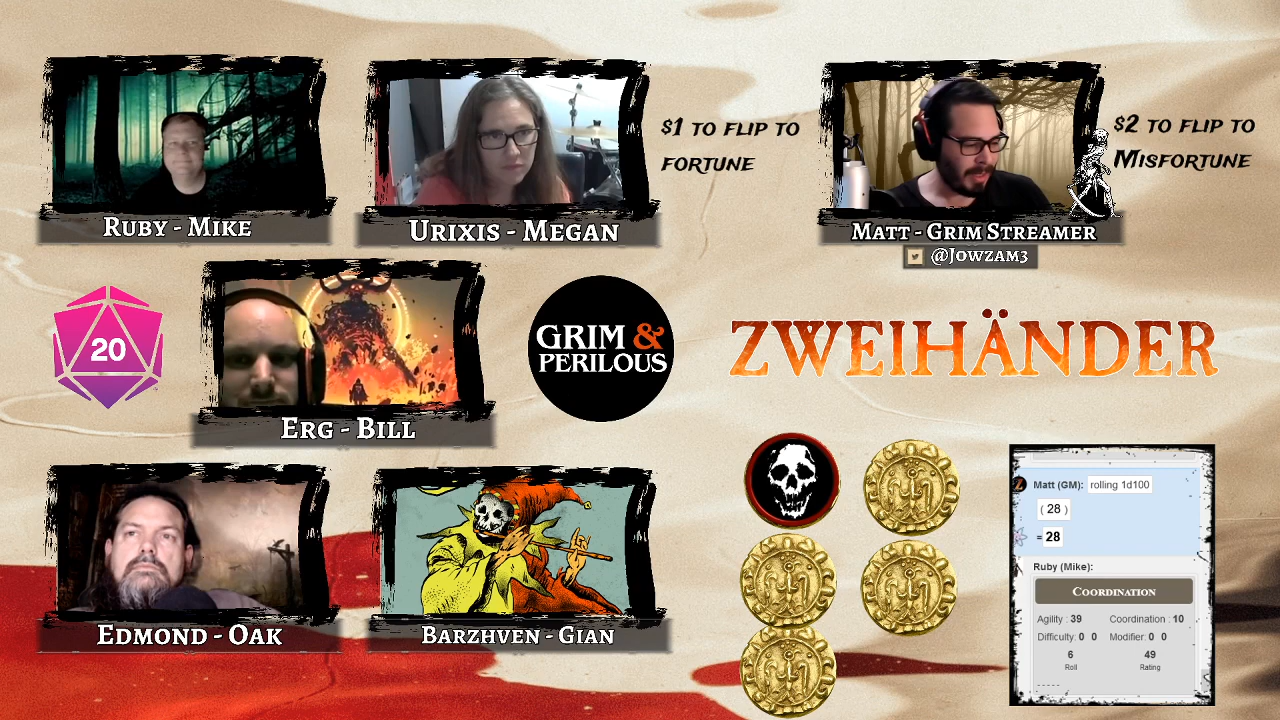 $1 to flip to
fortune
$2 to flip to
Misfortune
Ruby - Mike
Urixis - Megan
Matt - Grim Streamer
@Jowzam3
20
GRIM &
PERILOUS
ZWEIHÄNDER
Erg - Bill
Matt (GM): rolling 1d100
( 28 )
= 28
Ruby (Mike):
Coordination
Agility : 39 Coordination : 10
Difficulty: 0 0 Modifier: 0 0
6 49
Roll Rating
-----
Edmond - Oak
Barzhven - Gian